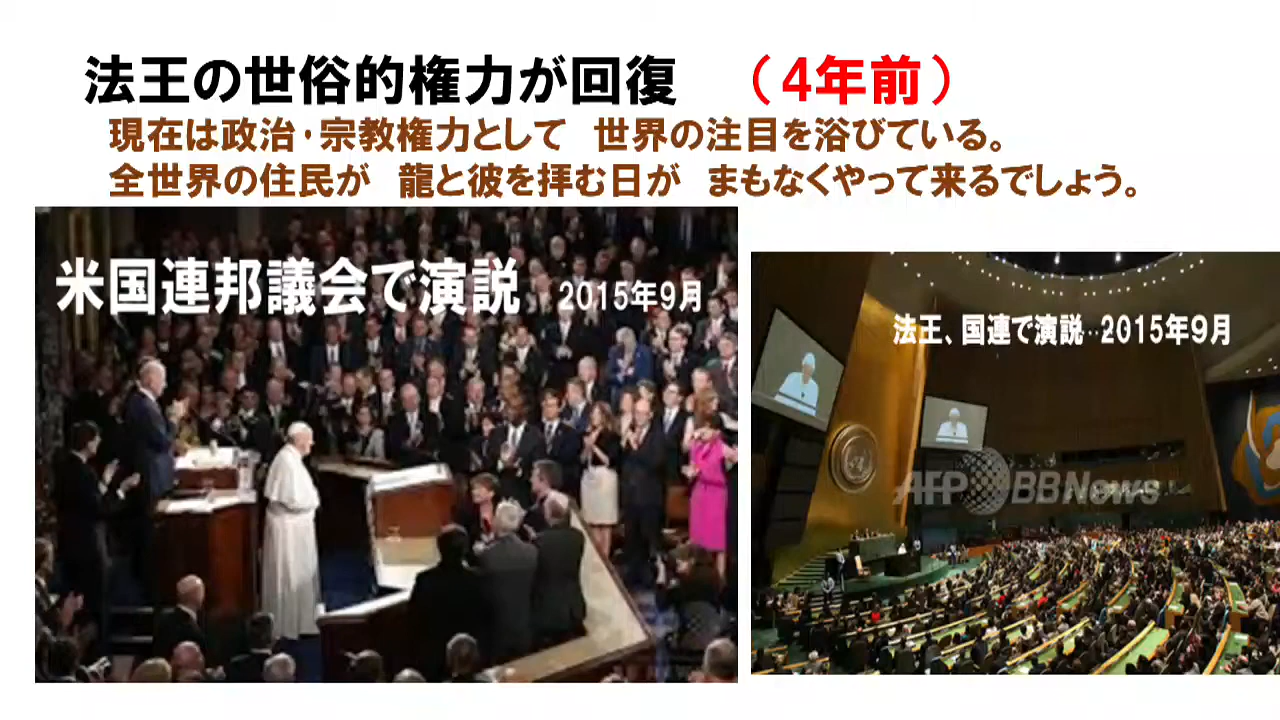 法王の世俗的権力が回復 （4年前）
現在は政治・宗教権力として 世界の注目を浴びている。
全世界の住民が 龍と彼を拝む日が まもなくやって来るでしょう。
米国連邦議会で演説 2015年9月
法王、国連で演説…2015年9月
AFP BBNews